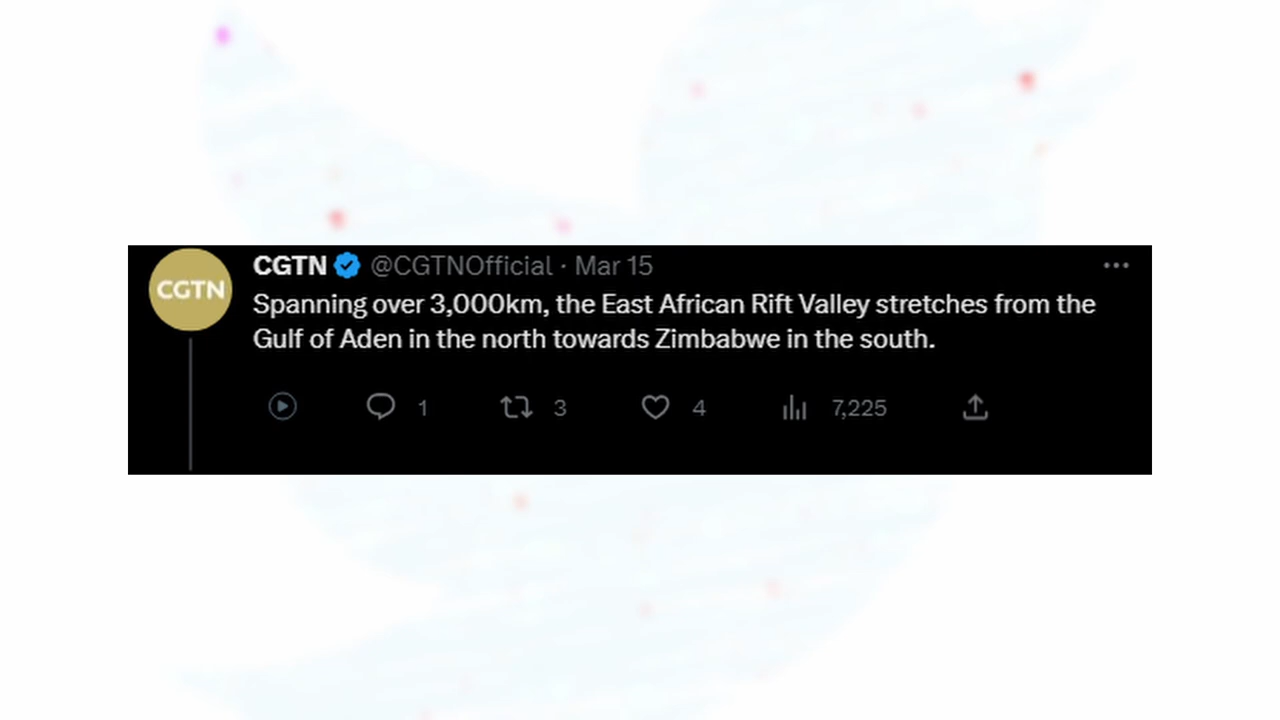 CGTN
CGTN @CGTNOfficial · Mar 15
Spanning over 3,000km, the East African Rift Valley stretches from the
Gulf of Aden in the north towards Zimbabwe in the south.
1 3 4 7,225